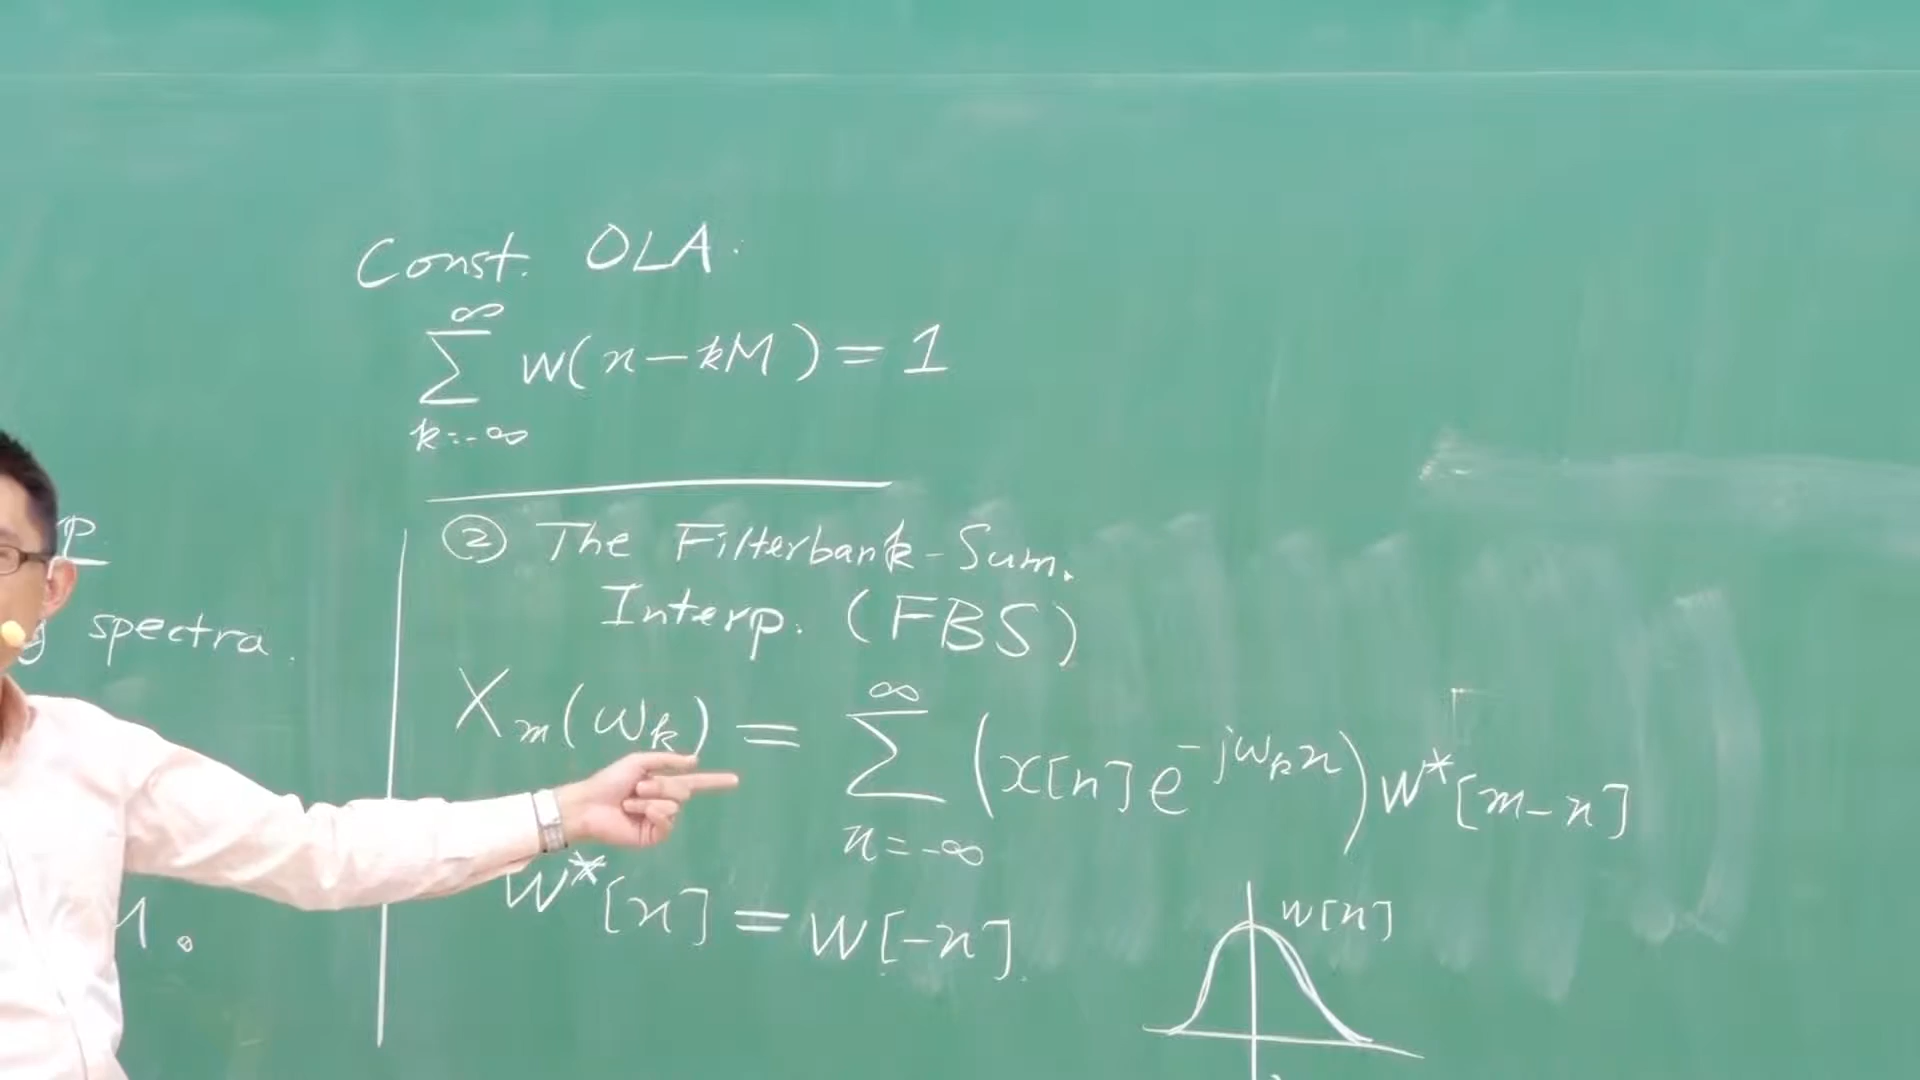 Const. OLA.
∞
∑ w(n-kM) = 1
k=-∞
② The Filterbank-Sum.
Interp. (FBS)
P.
spectra.
∞
X_m(ω_k) = ∑ (x[n]e^{-jω_k n}) w*[m-n]
n=-∞
w*[n] = w[-n].
w[n]